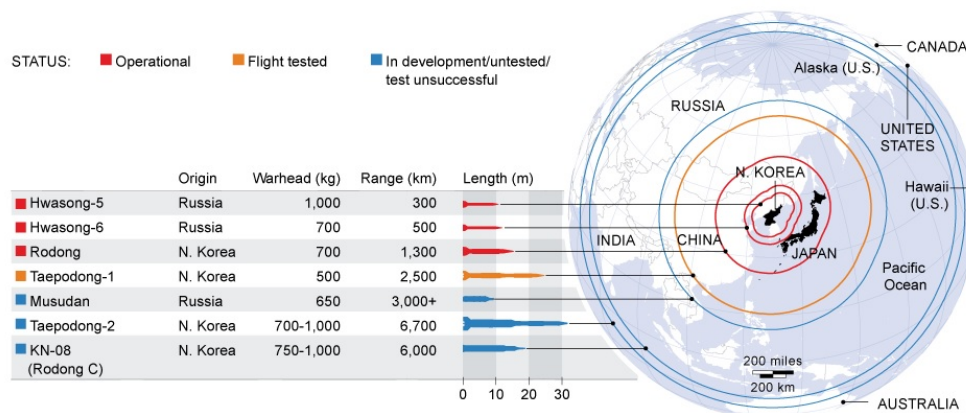 STATUS: Operational Flight tested In development/untested/
test unsuccessful
Origin Warhead (kg) Range (km) Length (m)
Hwasong-5 Russia 1,000 300
Hwasong-6 Russia 700 500
Rodong N. Korea 700 1,300
Taepodong-1 N. Korea 500 2,500
Musudan Russia 650 3,000+
Taepodong-2 N. Korea 700-1,000 6,700
KN-08 N. Korea 750-1,000 6,000
(Rodong C)
0 10 20 30
CANADA
Alaska (U.S.)
RUSSIA
UNITED
STATES
N. KOREA
Hawaii
(U.S.)
INDIA
CHINA
JAPAN
Pacific
Ocean
200 miles
200 km
AUSTRALIA